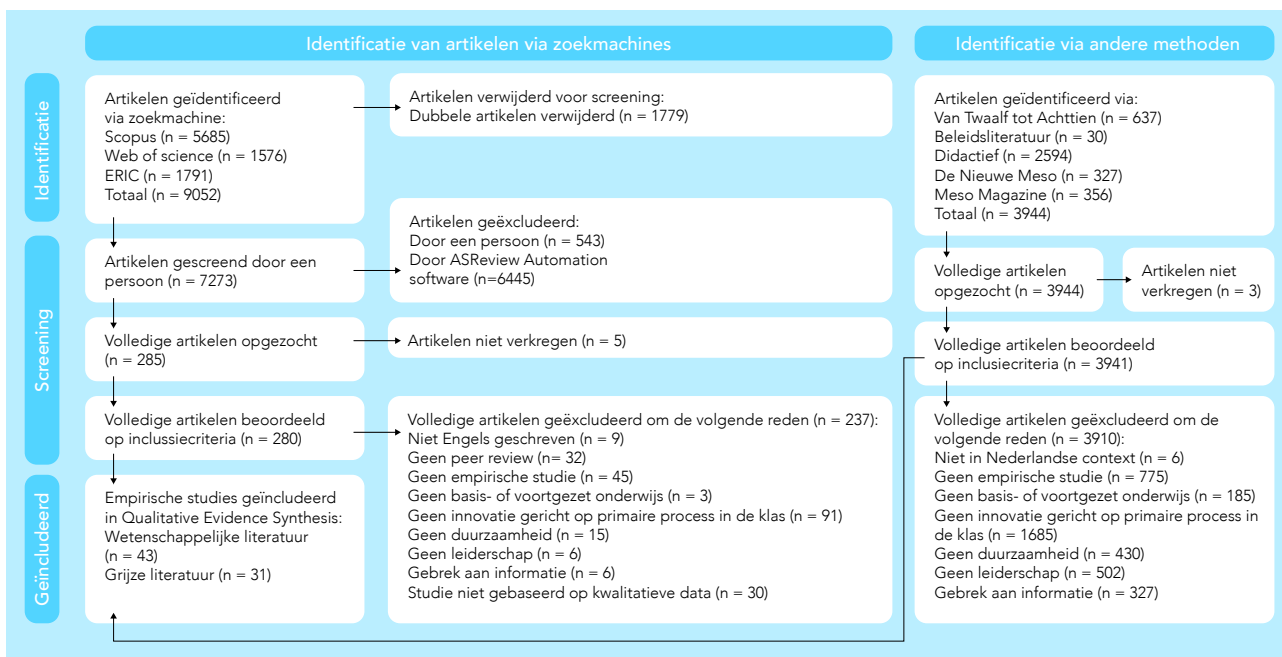 Identificatie van artikelen via zoekmachines
Identificatie via andere methoden
Identificatie
Artikelen geïdentificeerd
via zoekmachine:
Scopus (n = 5685)
Web of science (n = 1576)
ERIC (n = 1791)
Totaal (n = 9052)
Artikelen verwijderd voor screening:
Dubbele artikelen verwijderd (n = 1779)
Artikelen geïdentificeerd via:
Van Twaalf tot Achttien (n = 637)
Beleidsliteratuur (n = 30)
Didactief (n = 2594)
De Nieuwe Meso (n = 327)
Meso Magazine (n = 356)
Totaal (n = 3944)
Screening
Artikelen gescreend door een
persoon (n = 7273)
Artikelen geëxcludeerd:
Door een persoon (n = 543)
Door ASReview Automation
software (n=6445)
Volledige artikelen
opgezocht (n = 3944)
Artikelen niet
verkregen (n = 3)
Volledige artikelen opgezocht
(n = 285)
Artikelen niet verkregen (n = 5)
Volledige artikelen beoordeeld
op inclusiecriteria (n = 3941)
Volledige artikelen beoordeeld
op inclussiecriteria (n = 280)
Volledige artikelen geëxcludeerd om de volgende reden (n = 237):
Niet Engels geschreven (n = 9)
Geen peer review (n= 32)
Geen empirische studie (n = 45)
Geen basis- of voortgezet onderwijs (n = 3)
Geen innovatie gericht op primaire process in de klas (n = 91)
Geen duurzaamheid (n = 15)
Geen leiderschap (n = 6)
Gebrek aan informatie (n = 6)
Studie niet gebaseerd op kwalitatieve data (n = 30)
Volledige artikelen geëxcludeerd om de
volgende reden (n = 3910):
Niet in Nederlandse context (n = 6)
Geen empirische studie (n = 775)
Geen basis- of voortgezet onderwijs (n = 185)
Geen innovatie gericht op primaire process in
de klas (n = 1685)
Geen duurzaamheid (n = 430)
Geen leiderschap (n = 502)
Gebrek aan informatie (n = 327)
Geïncludeerd
Empirische studies geïncludeerd
in Qualitative Evidence Synthesis:
Wetenschappelijke literatuur
(n = 43)
Grijze literatuur (n = 31)